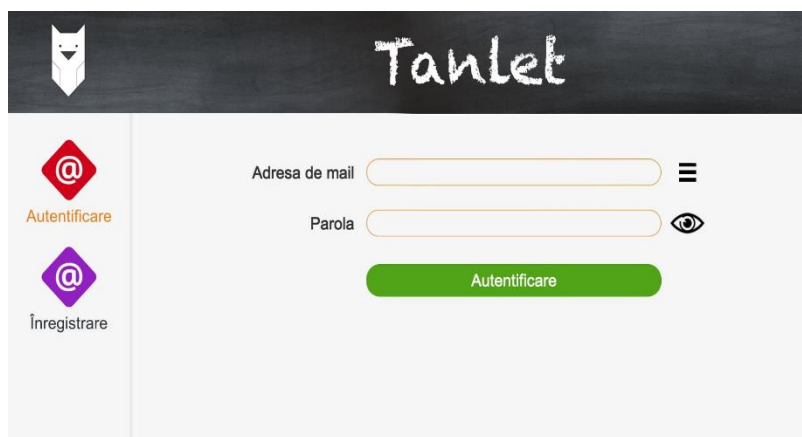 Tanlet
Autentificare
Înregistrare
Adresa de mail
Parola
Autentificare